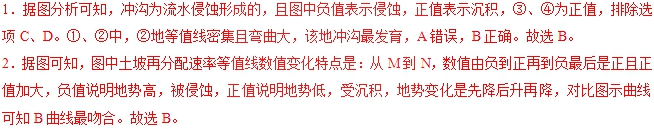 1．据图分析可知，冲沟为流水侵蚀形成的，且图中负值表示侵蚀，正值表示沉积，③、④为正值，排除选
项 C、D。①、②中，②地等值线密集且弯曲大，该地冲沟最发育，A 错误，B 正确。故选 B。
2．据图可知，图中土坡再分配速率等值线数值变化特点是：从 M 到 N，数值由负到正再到负最后是正且正
值加大，负值说明地势高，被侵蚀，正值说明地势低，受沉积，地势变化是先降后升再降，对比图示曲线
可知 B 曲线最吻合。故选 B。